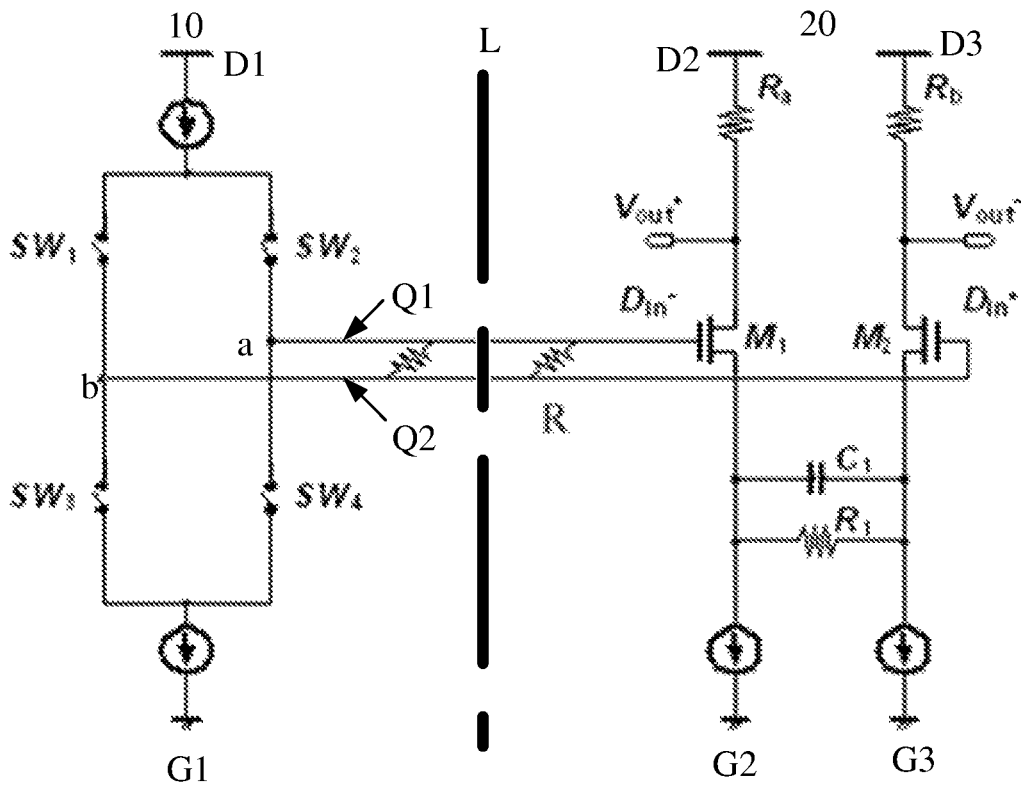 10
20
L
D1
D2
D3
Ra
Rb
Vout+
Vout-
SW1
SW2
Q1
Din-
Din+
a
M1
M2
b
Q2
R
SW3
SW4
C1
R1
G1
G2
G3